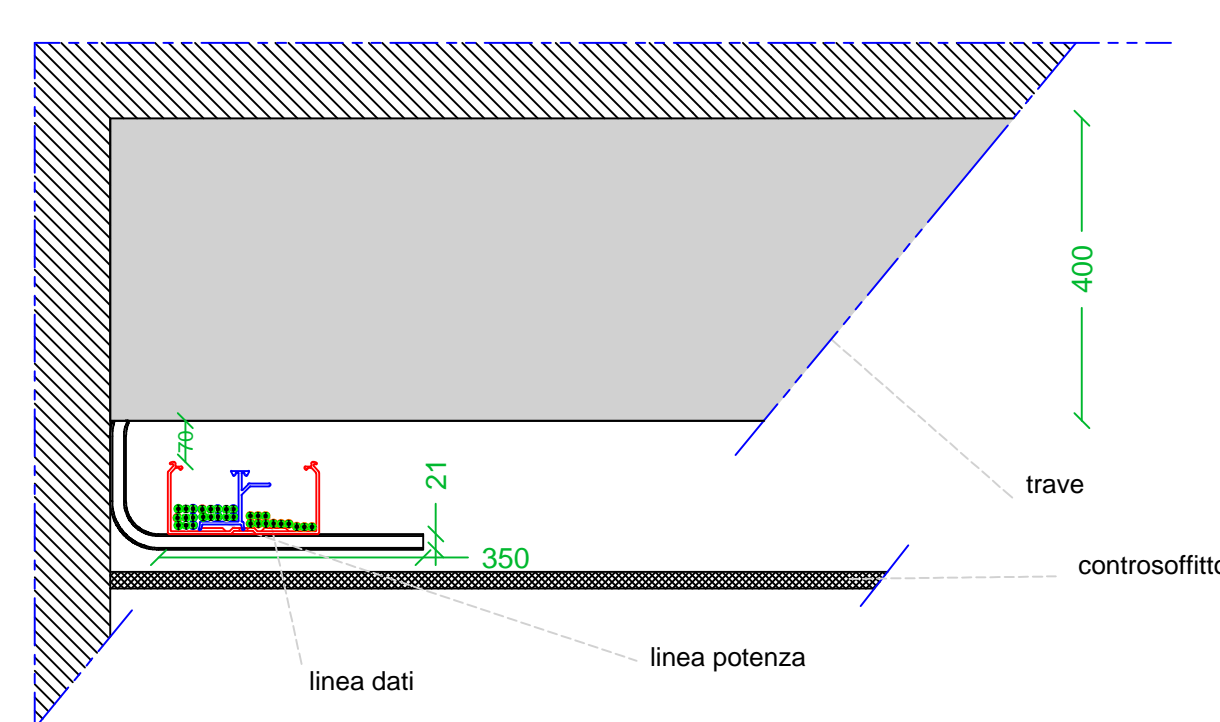 400
70
21
trave
350
controsoffitto
linea potenza
linea dati